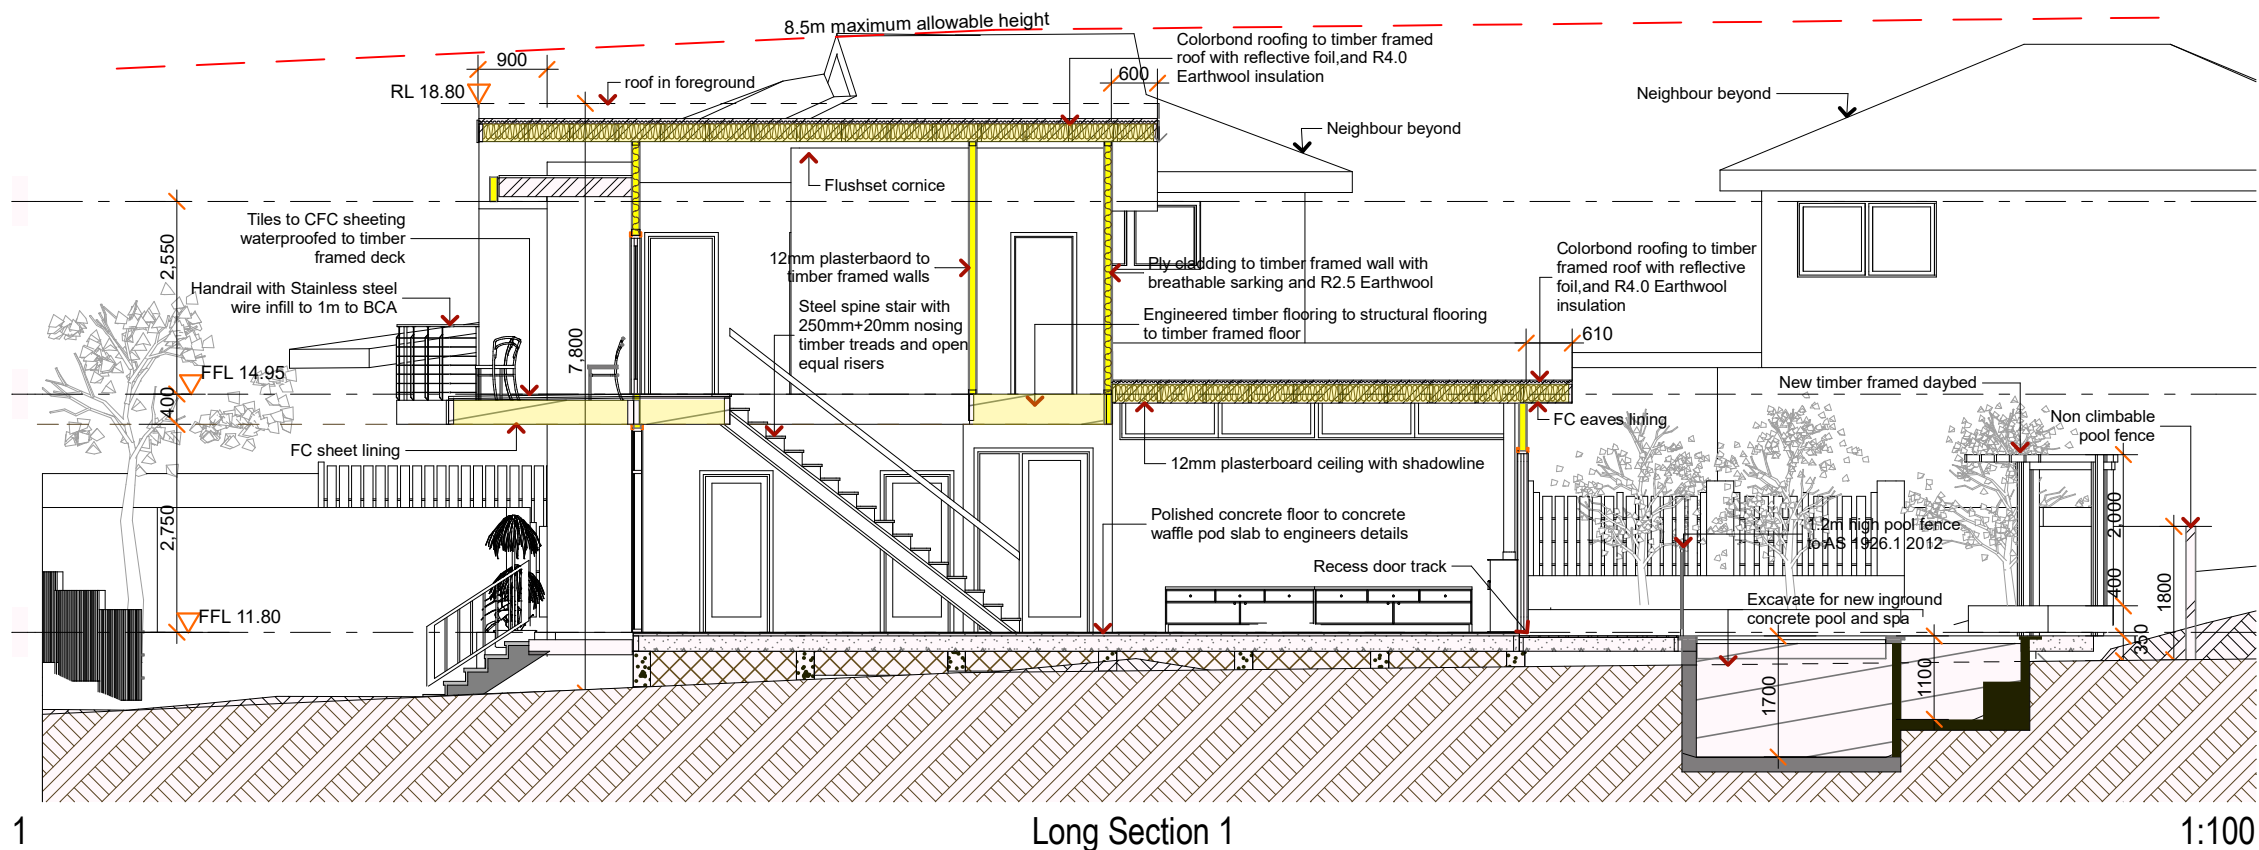 8.5m maximum allowable height
Colorbond roofing to timber framed
roof with reflective foil,and R4.0
Earthwool insulation
900
600
roof in foreground
RL 18.80
Neighbour beyond
Neighbour beyond
Flushset cornice
Tiles to CFC sheeting
waterproofed to timber
framed deck
2,550
12mm plasterbaord to
timber framed walls
Ply cladding to timber framed wall with
breathable sarking and R2.5 Earthwool
Colorbond roofing to timber
framed roof with reflective
foil,and R4.0 Earthwool
insulation
Handrail with Stainless steel
wire infill to 1m to BCA
Steel spine stair with
250mm+20mm nosing
timber treads and open
equal risers
Engineered timber flooring to structural flooring
to timber framed floor
610
7,800
FFL 14.95
400
New timber framed daybed
Non climbable
pool fence
FC eaves lining
FC sheet lining
12mm plasterboard ceiling with shadowline
2,750
Polished concrete floor to concrete
waffle pod slab to engineers details
1.2m high pool fence
to AS 1926.1 2012
2,000
Recess door track
400
1800
Excavate for new inground
concrete pool and spa
FFL 11.80
350
1700
1100
1
Long Section 1
1:100